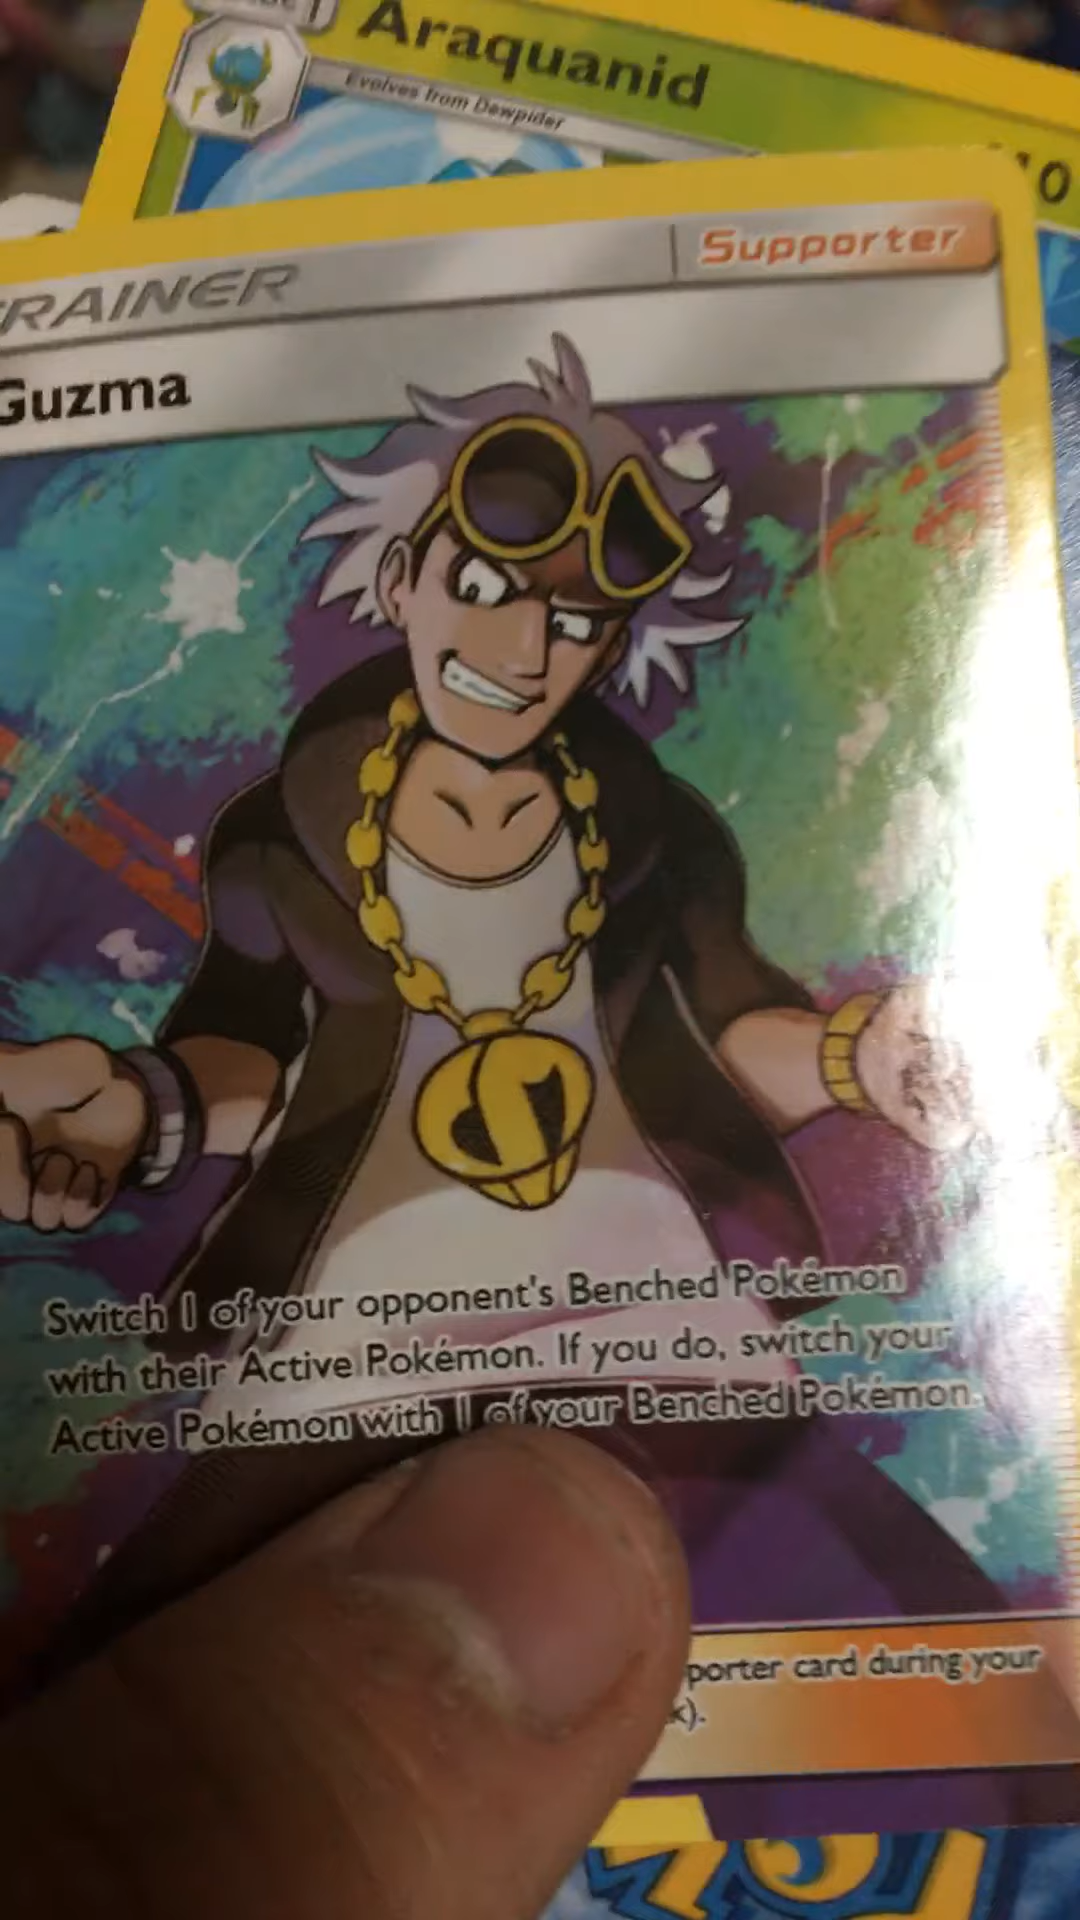 Araquanid
Evolves from Dewpider
10
RAINER
Supporter
Guzma
Switch 1 of your opponent's Benched Pokémon
with their Active Pokémon. If you do, switch your
Active Pokémon with 1 of your Benched Pokémon.
porter card during your
k).